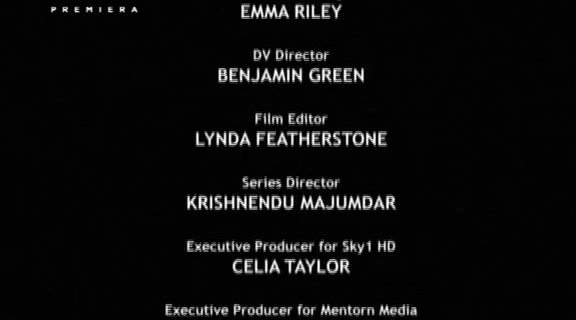 PREMIERA
EMMA RILEY
DV Director
BENJAMIN GREEN
Film Editor
LYNDA FEATHERSTONE
Series Director
KRISHNENDU MAJUMDAR
Executive Producer for Sky1 HD
CELIA TAYLOR
Executive Producer for Mentorn Media